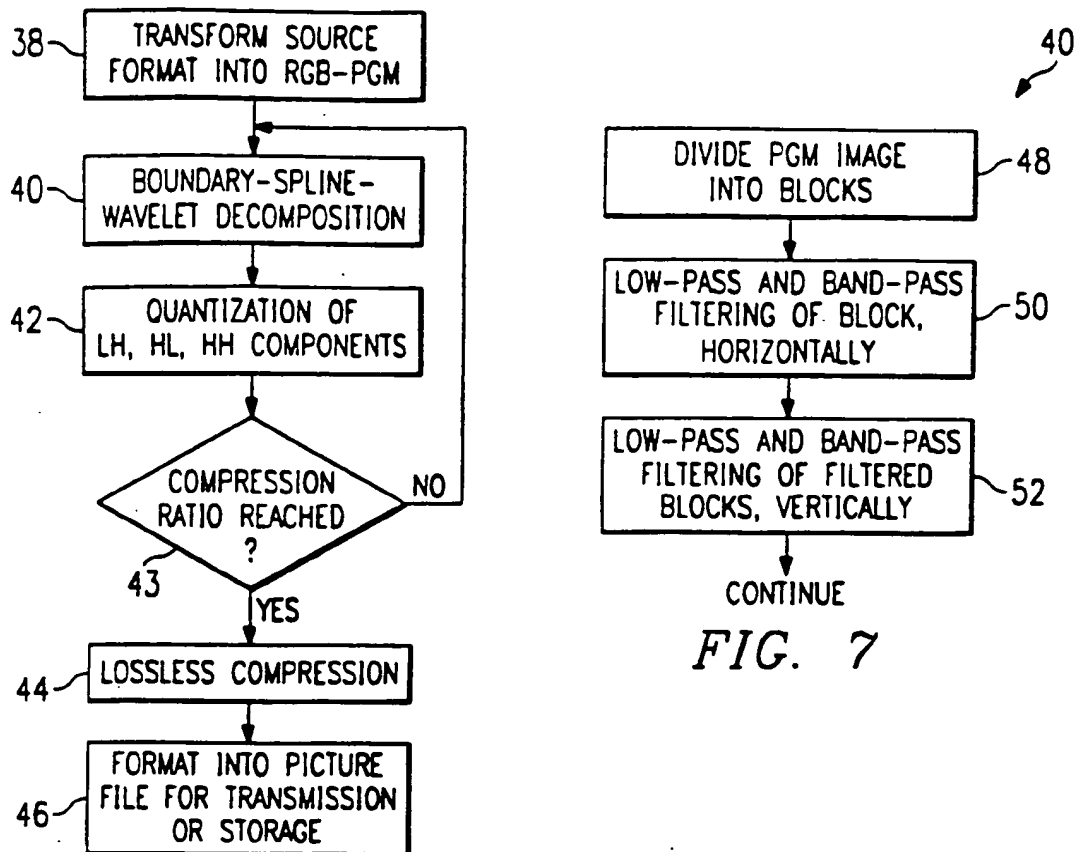 38
TRANSFORM SOURCE
FORMAT INTO RGB-PGM
40
BOUNDARY-SPLINE-
WAVELET DECOMPOSITION
42
QUANTIZATION OF
LH, HL, HH COMPONENTS
COMPRESSION
RATIO REACHED
?
NO
43
YES
44
LOSSLESS COMPRESSION
46
FORMAT INTO PICTURE
FILE FOR TRANSMISSION
OR STORAGE
40
DIVIDE PGM IMAGE
INTO BLOCKS
48
LOW-PASS AND BAND-PASS
FILTERING OF BLOCK,
HORIZONTALLY
50
LOW-PASS AND BAND-PASS
FILTERING OF FILTERED
BLOCKS, VERTICALLY
52
CONTINUE
FIG. 7